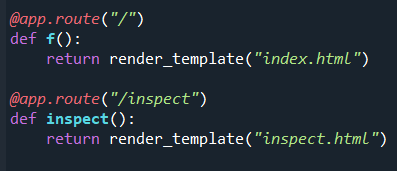 @app.route("/")
def f():
    return render_template("index.html")

@app.route("/inspect")
def inspect():
    return render_template("inspect.html")